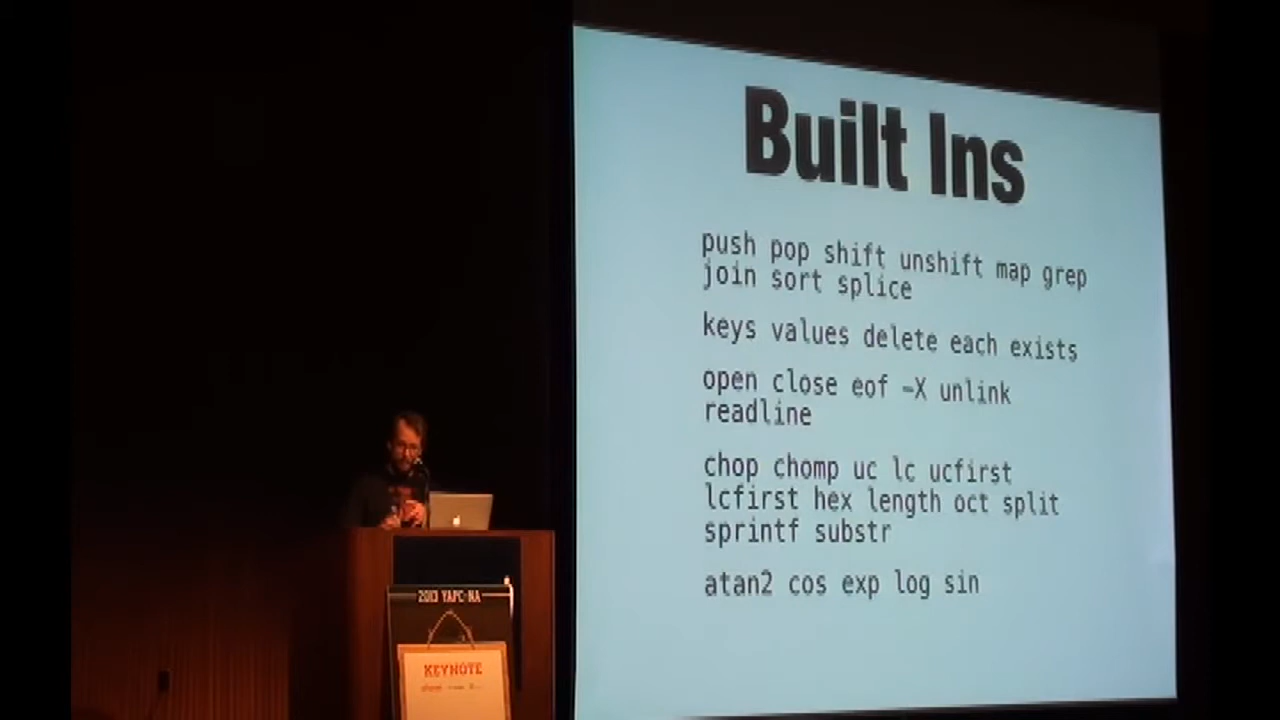 Built Ins
push pop shift unshift map grep
join sort splice
keys values delete each exists
open close eof -X unlink
readline
chop chomp uc lc ucfirst
lcfirst hex length oct split
sprintf substr
atan2 cos exp log sin
2013 YAPC NA
KEYNOTE